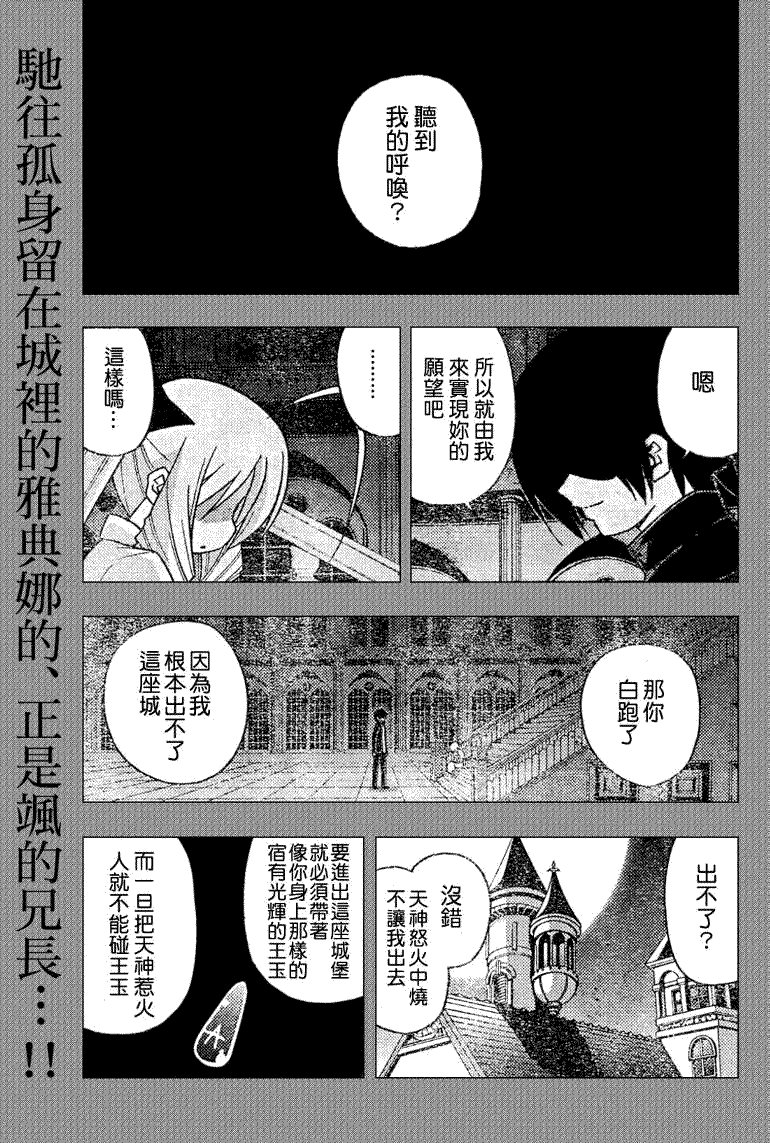 馳往孤身留在城裡的雅典娜的、正是颯的兄長…!!
聽到
我的呼喚？
嗯
所以就由我
來實現妳的
願望吧
………
這樣嗎…
那你
白跑了
因為我
根本出不了
這座城
出不了？
沒錯
天神怒火中燒
不讓我出去
要進出這座城堡
就必須帶著
像你身上那樣的
宿有光輝的王玉
而一旦把天神惹火
人就不能碰王玉